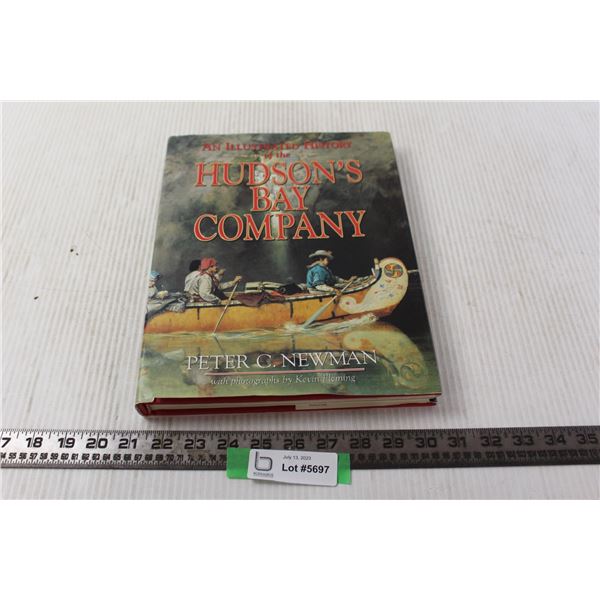 AN ILLUSTRATED HISTORY
of the
HUDSON'S
BAY
COMPANY
PETER C. NEWMAN
with photographs by Kevin Fleming
7 18 19 20 21 22 23 24 25 26 27 28 29 30 31 32 33 34 35
July 13, 2023
Lot #5697